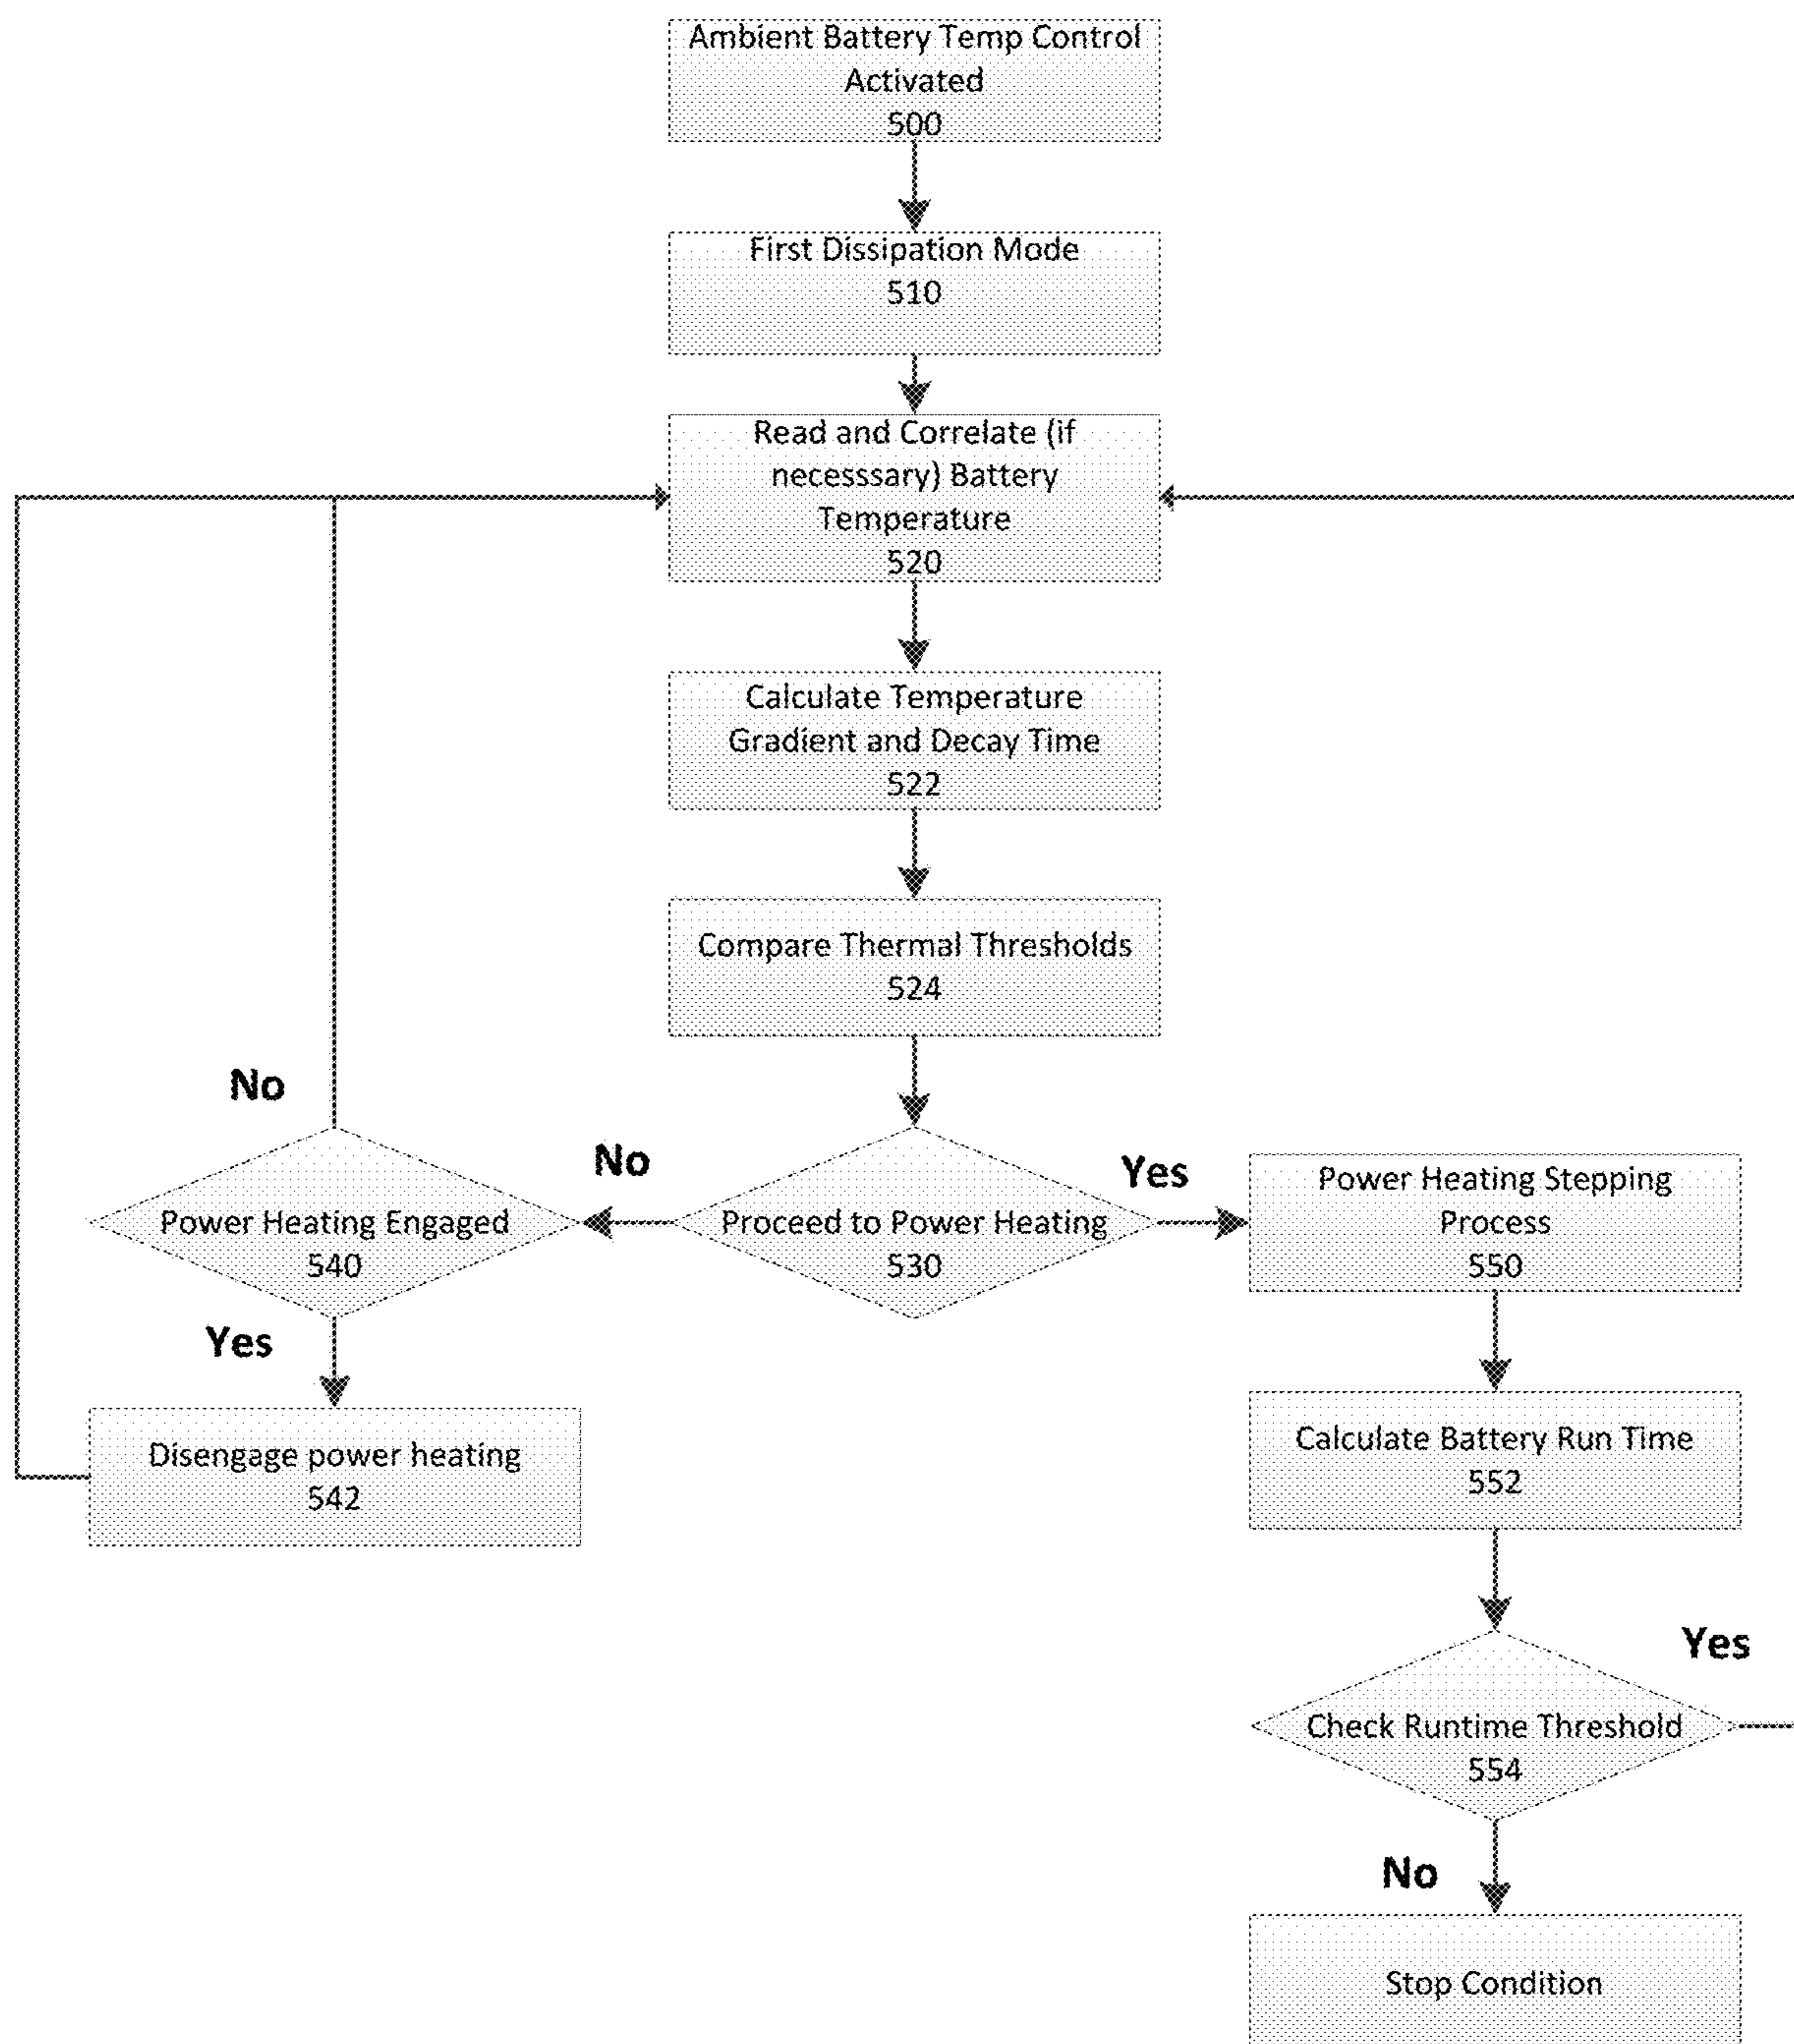 Ambient Battery Temp Control
Activated
500
First Dissipation Mode
510
Read and Correlate (if
necesssary) Battery
Temperature
520
Calculate Temperature
Gradient and Decay Time
522
Compare Thermal Thresholds
524
No
No
Yes
Power Heating Engaged
540
Proceed to Power Heating
530
Power Heating Stepping
Process
550
Yes
Disengage power heating
542
Calculate Battery Run Time
552
Yes
Check Runtime Threshold
554
No
Stop Condition